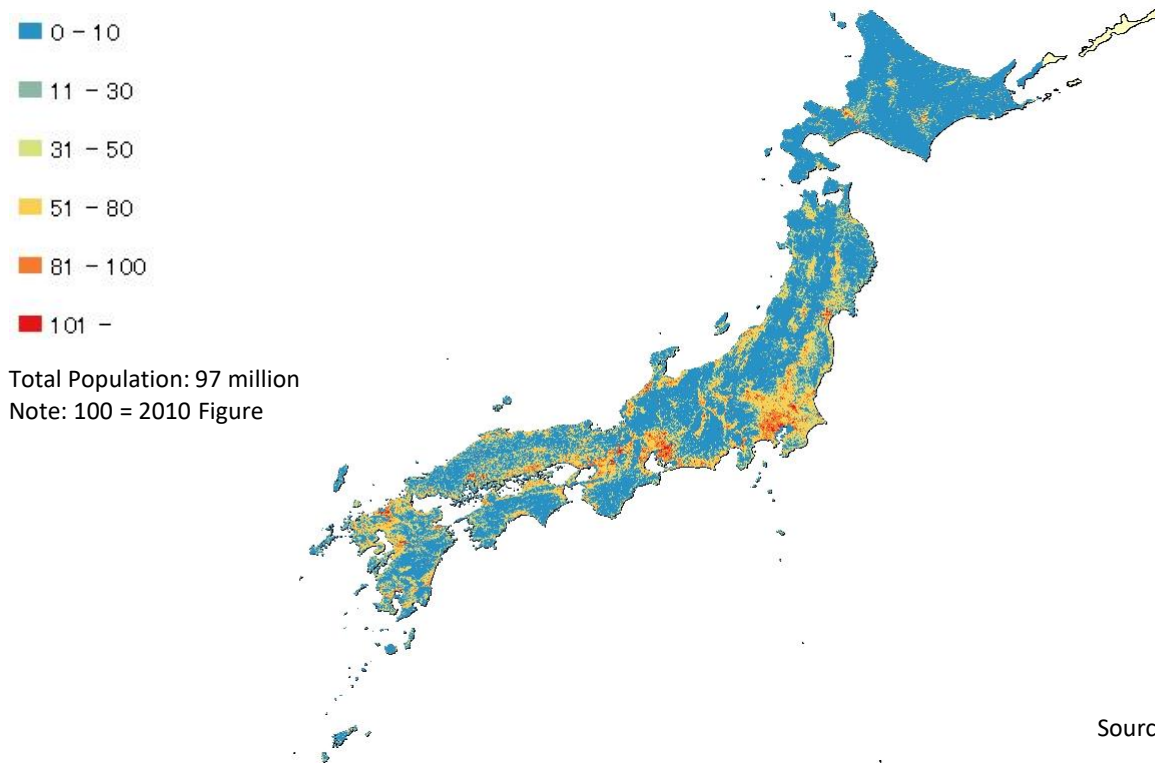 0 - 10
11 - 30
31 - 50
51 - 80
81 - 100
101 -
Total Population: 97 million
Note: 100 = 2010 Figure
Sourc